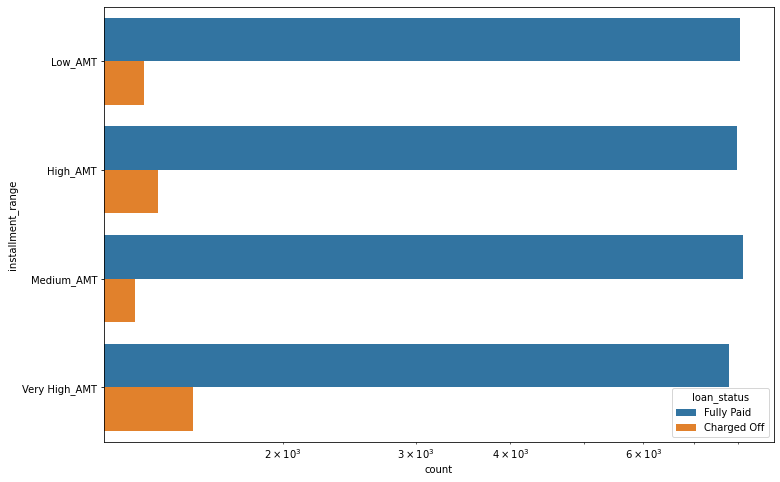 Low_AMT
High_AMT
Medium_AMT
Very High_AMT
installment_range
2 × 10³
3 × 10³
4 × 10³
6 × 10³
count
loan_status
Fully Paid
Charged Off